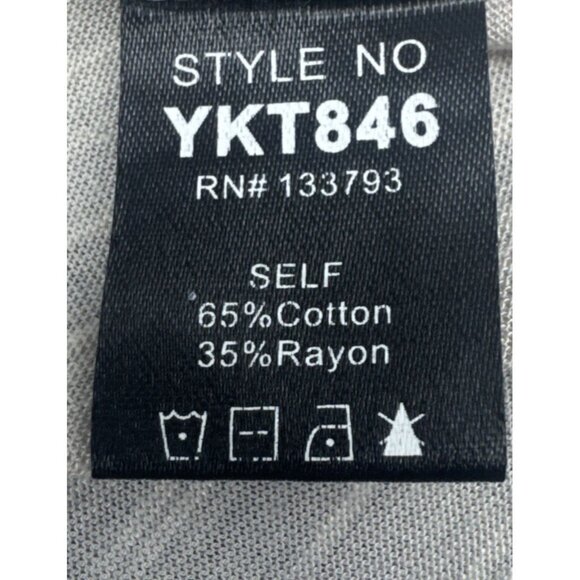 STYLE NO
YKT846
RN# 133793
SELF
65%Cotton
35%Rayon